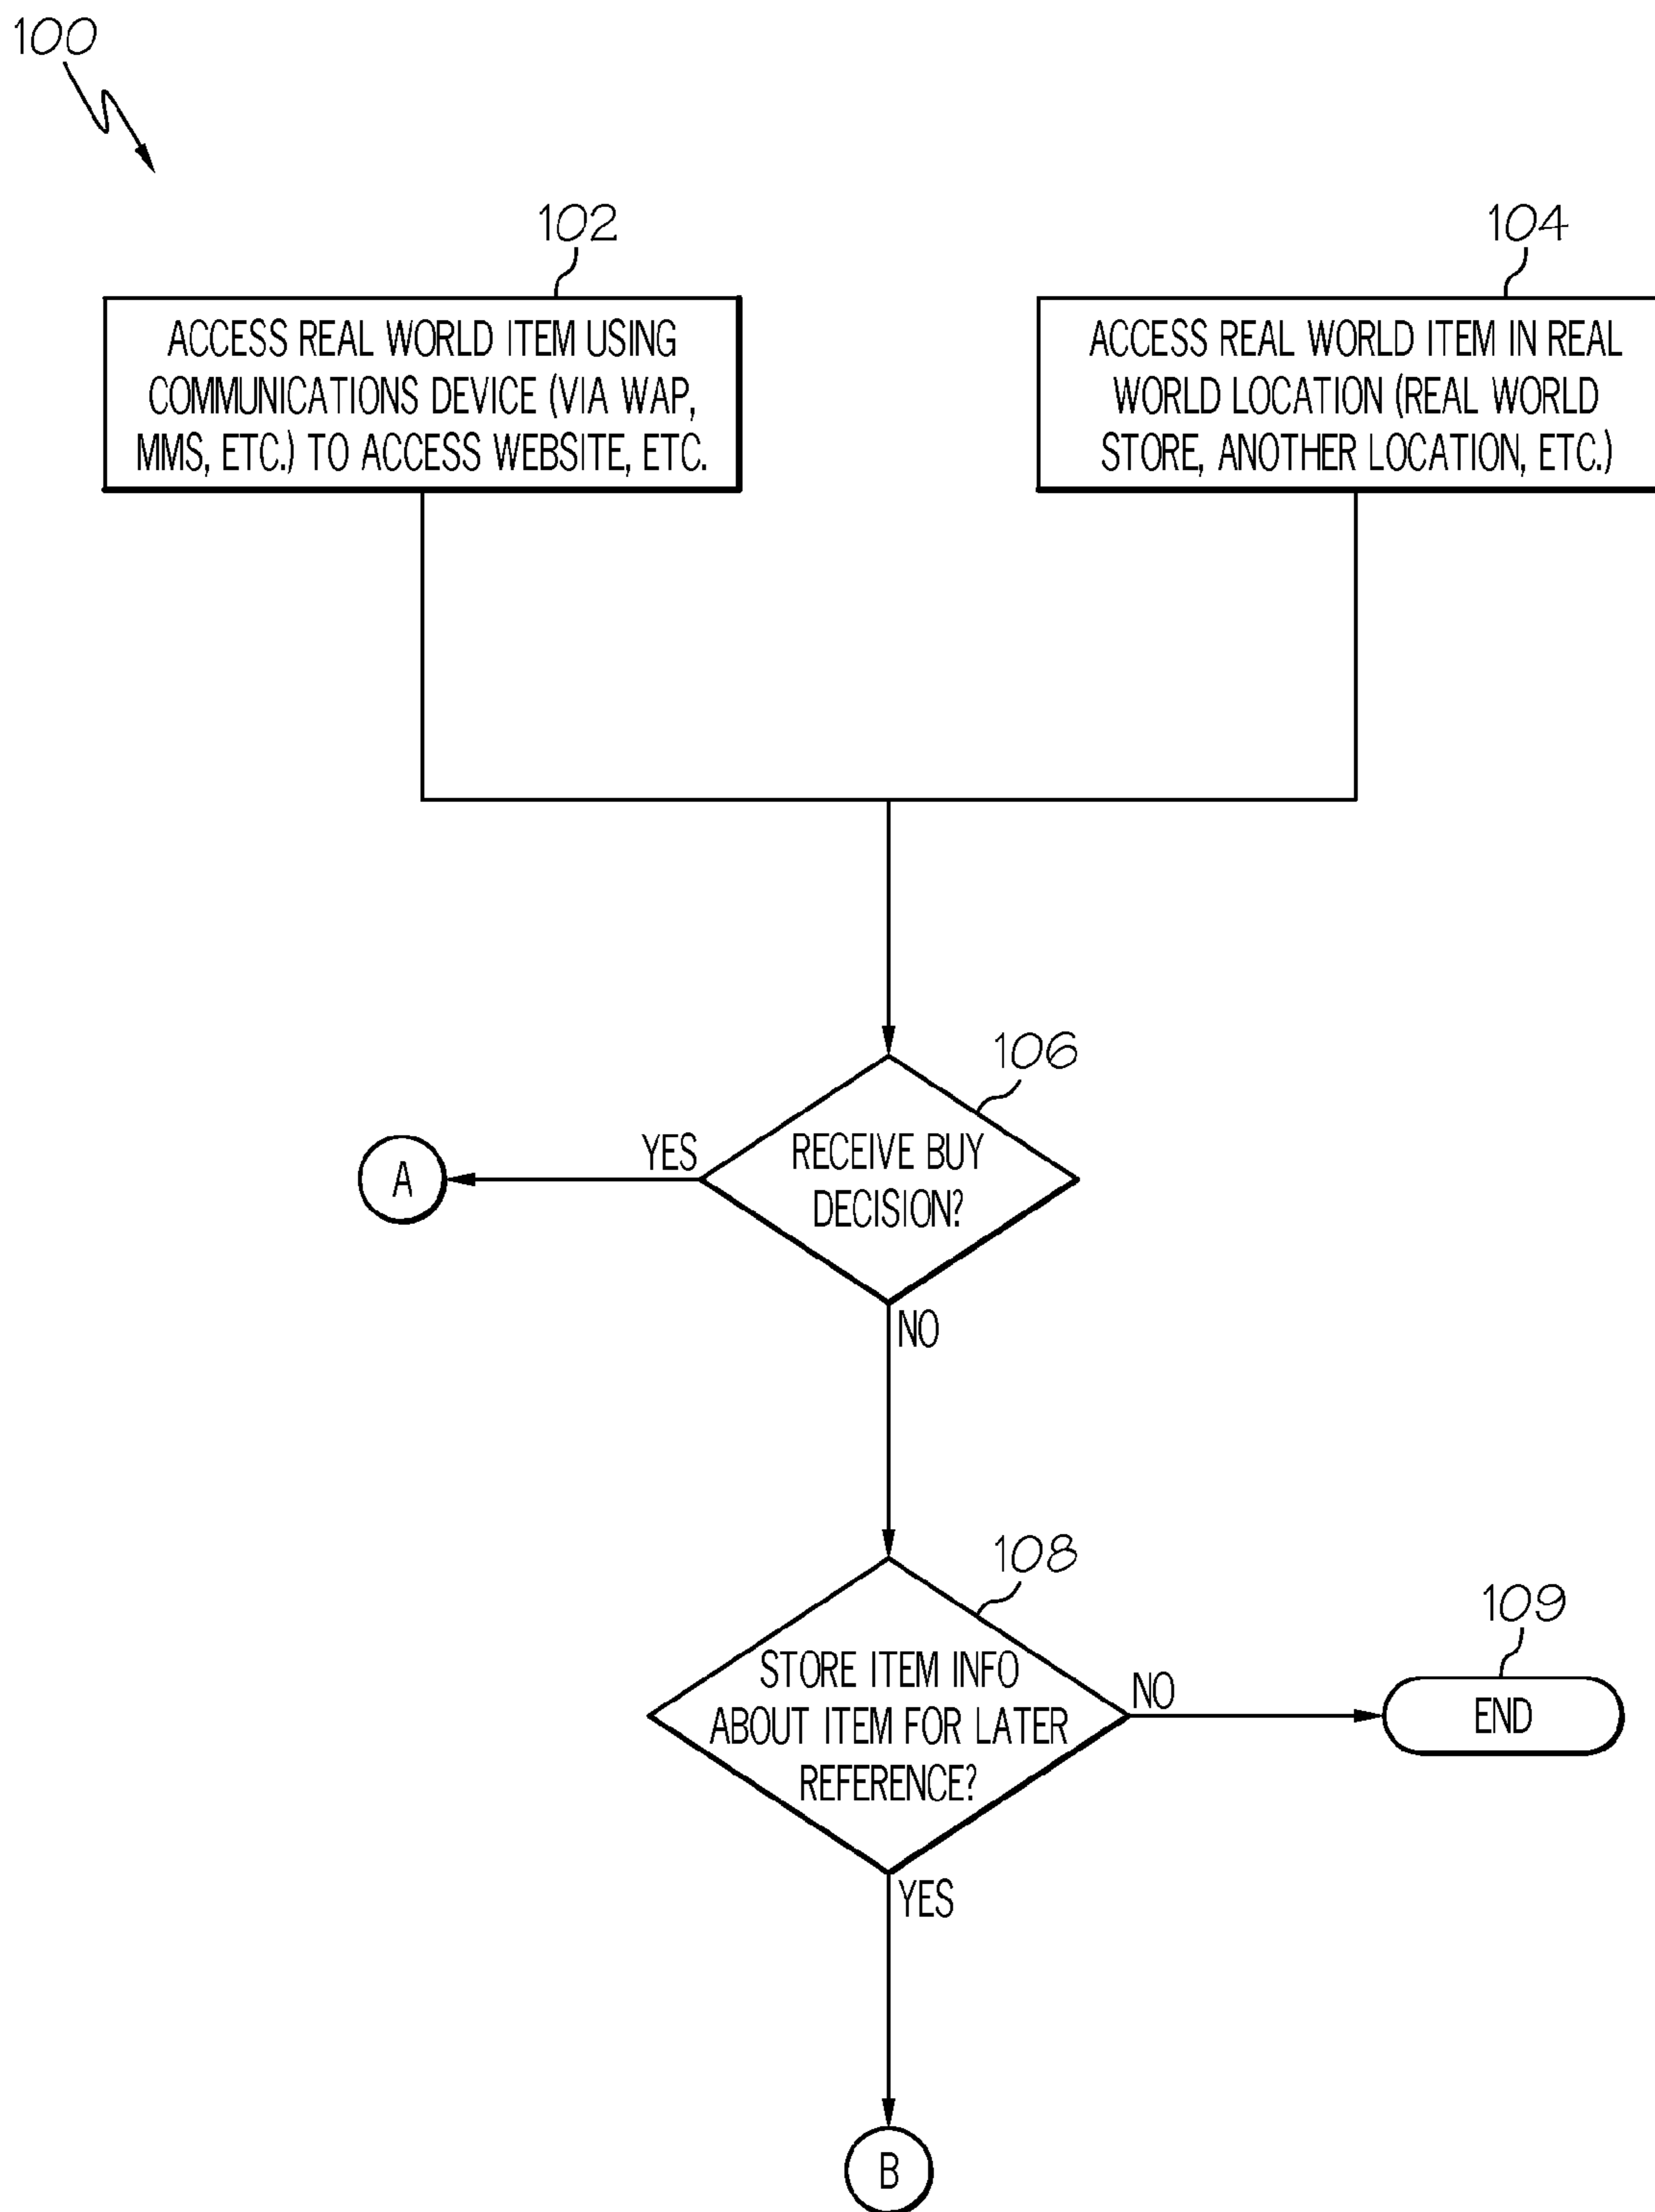 100
102
ACCESS REAL WORLD ITEM USING
COMMUNICATIONS DEVICE (VIA WAP,
MMS, ETC.) TO ACCESS WEBSITE, ETC.
104
ACCESS REAL WORLD ITEM IN REAL
WORLD LOCATION (REAL WORLD
STORE, ANOTHER LOCATION, ETC.)
106
RECEIVE BUY
DECISION?
YES
A
NO
108
STORE ITEM INFO
ABOUT ITEM FOR LATER
REFERENCE?
NO
109
END
YES
B